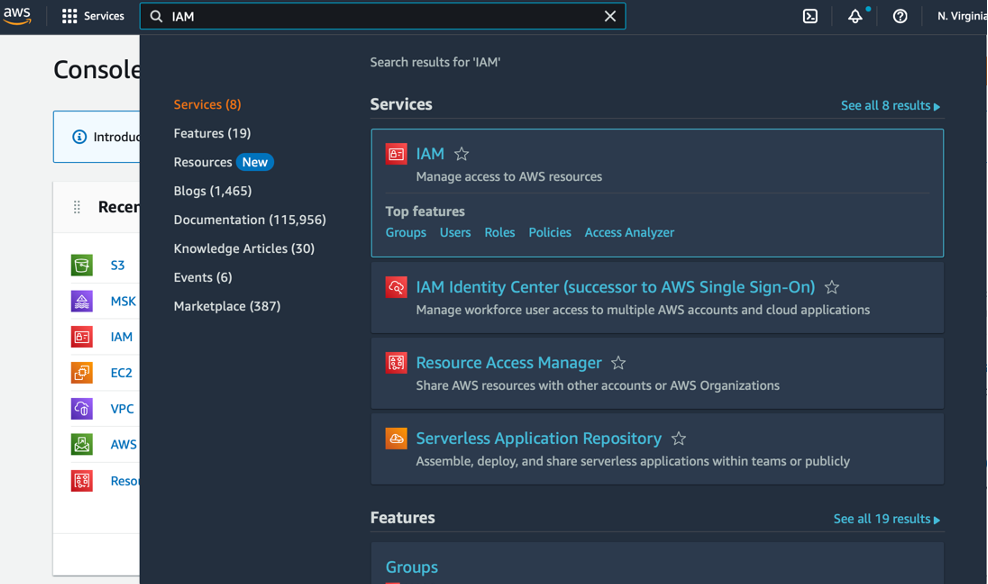 aws
Services
IAM
N. Virginia
Console
Introduc
Recen
S3
MSK
IAM
EC2
VPC
AWS
Resou
Search results for 'IAM'
Services (8)
Features (19)
Resources New
Blogs (1,465)
Documentation (115,956)
Knowledge Articles (30)
Events (6)
Marketplace (387)
Services
See all 8 results
IAM
Manage access to AWS resources
Top features
Groups Users Roles Policies Access Analyzer
IAM Identity Center (successor to AWS Single Sign-On)
Manage workforce user access to multiple AWS accounts and cloud applications
Resource Access Manager
Share AWS resources with other accounts or AWS Organizations
Serverless Application Repository
Assemble, deploy, and share serverless applications within teams or publicly
Features
See all 19 results
Groups